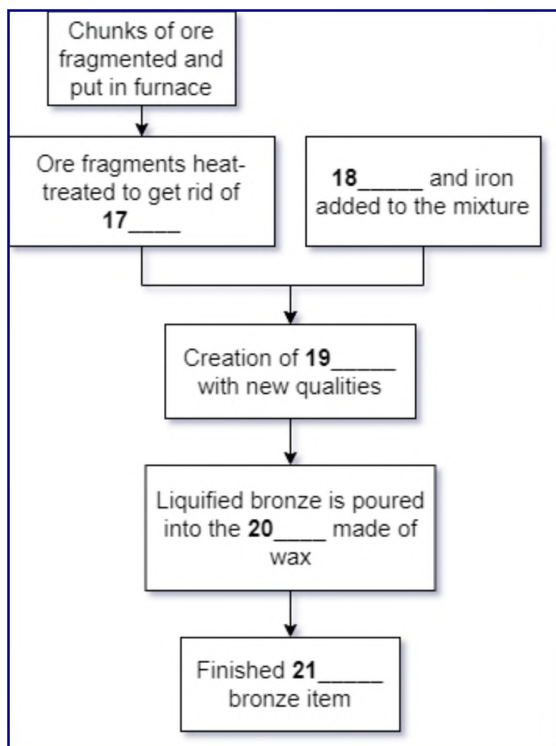 Chunks of ore
fragmented and
put in furnace
Ore fragments heat-
treated to get rid of
17____
18_____ and iron
added to the mixture
Creation of 19_____
with new qualities
Liquified bronze is poured
into the 20____ made of
wax
Finished 21_____
bronze item